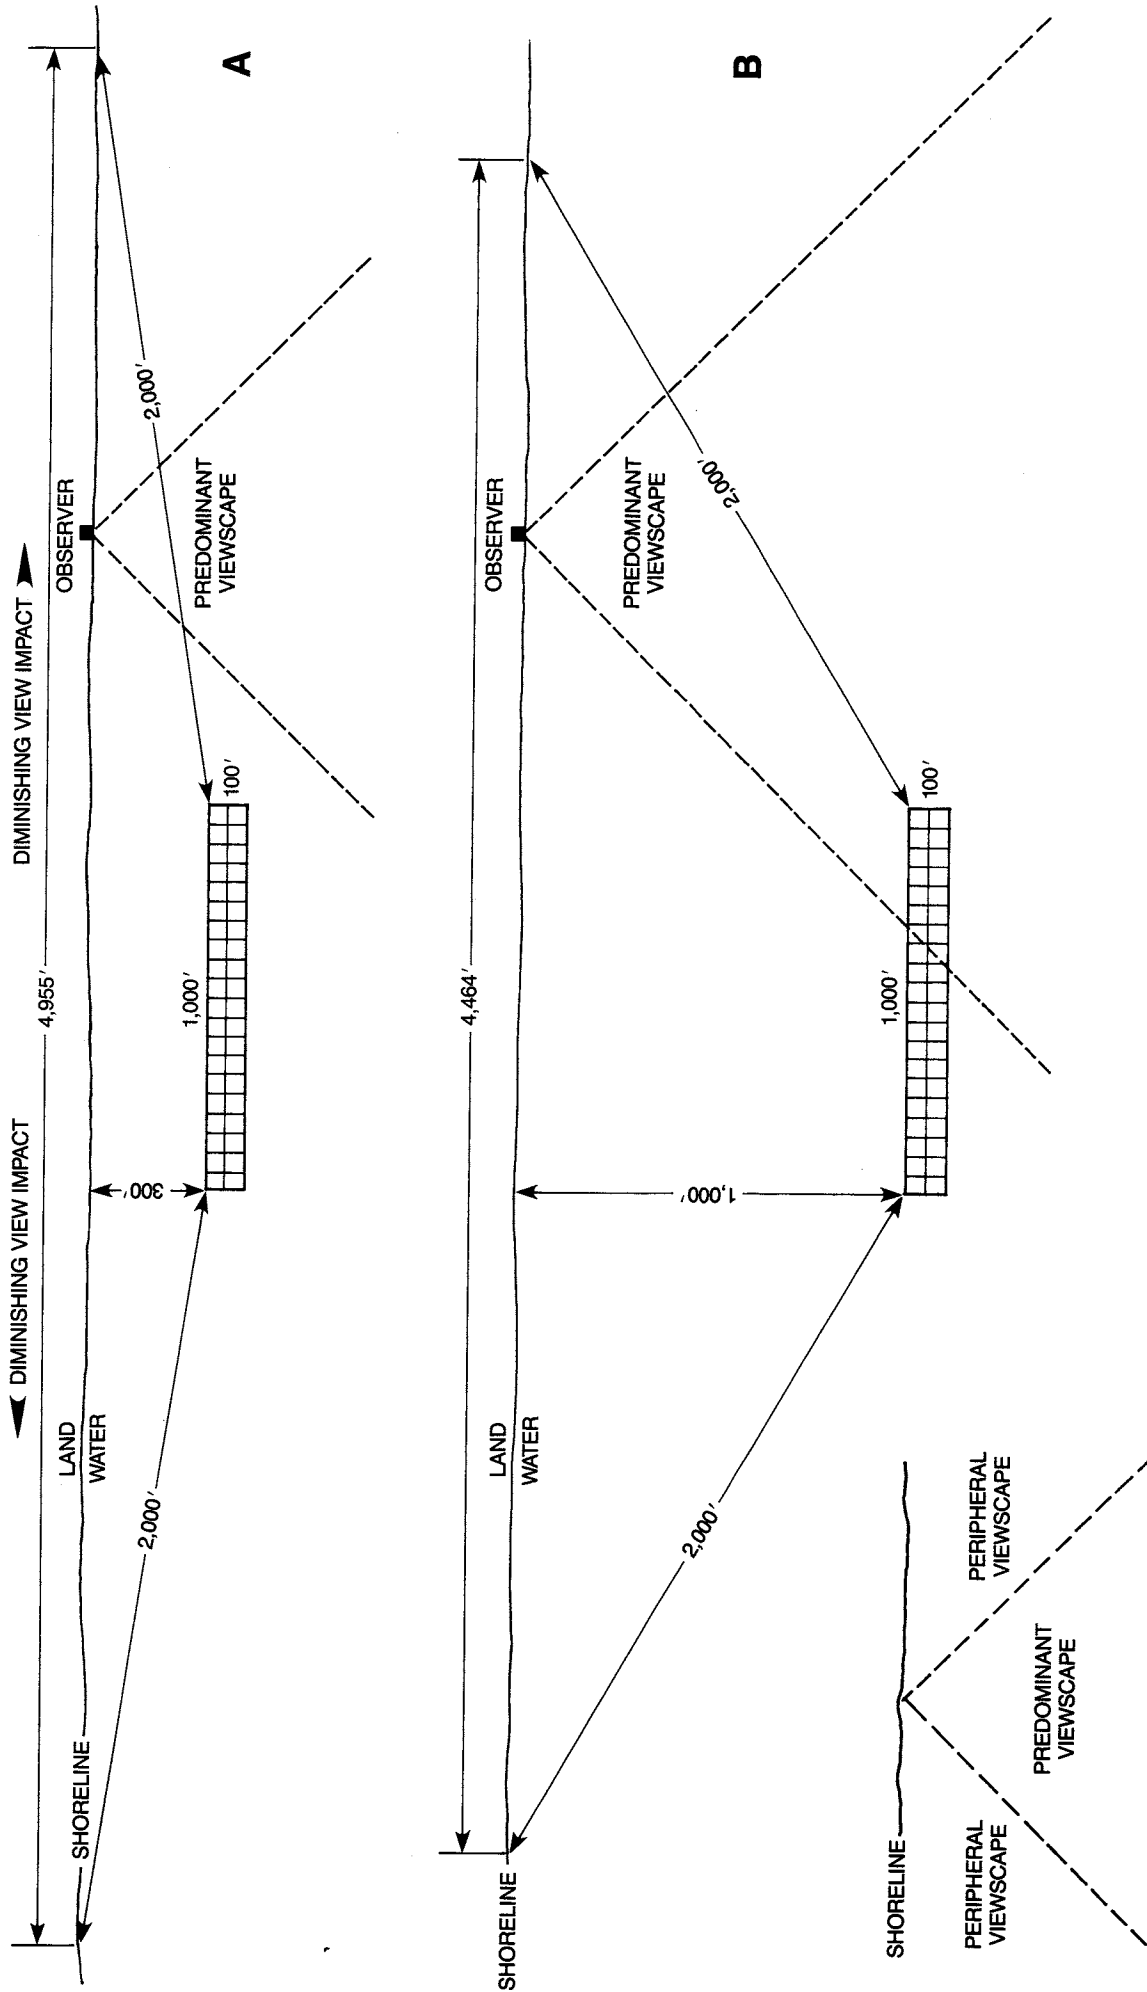 DIMINISHING VIEW IMPACT
DIMINISHING VIEW IMPACT
4,955′
OBSERVER
LAND
WATER
SHORELINE
2,000′
2,000′
300′
1,000′
100′
PREDOMINANT
VIEWSCAPE
A
4,464′
OBSERVER
LAND
WATER
SHORELINE
2,000′
2,000′
1,000′
1,000′
100′
PREDOMINANT
VIEWSCAPE
B
SHORELINE
PERIPHERAL
VIEWSCAPE
PREDOMINANT
VIEWSCAPE
PERIPHERAL
VIEWSCAPE